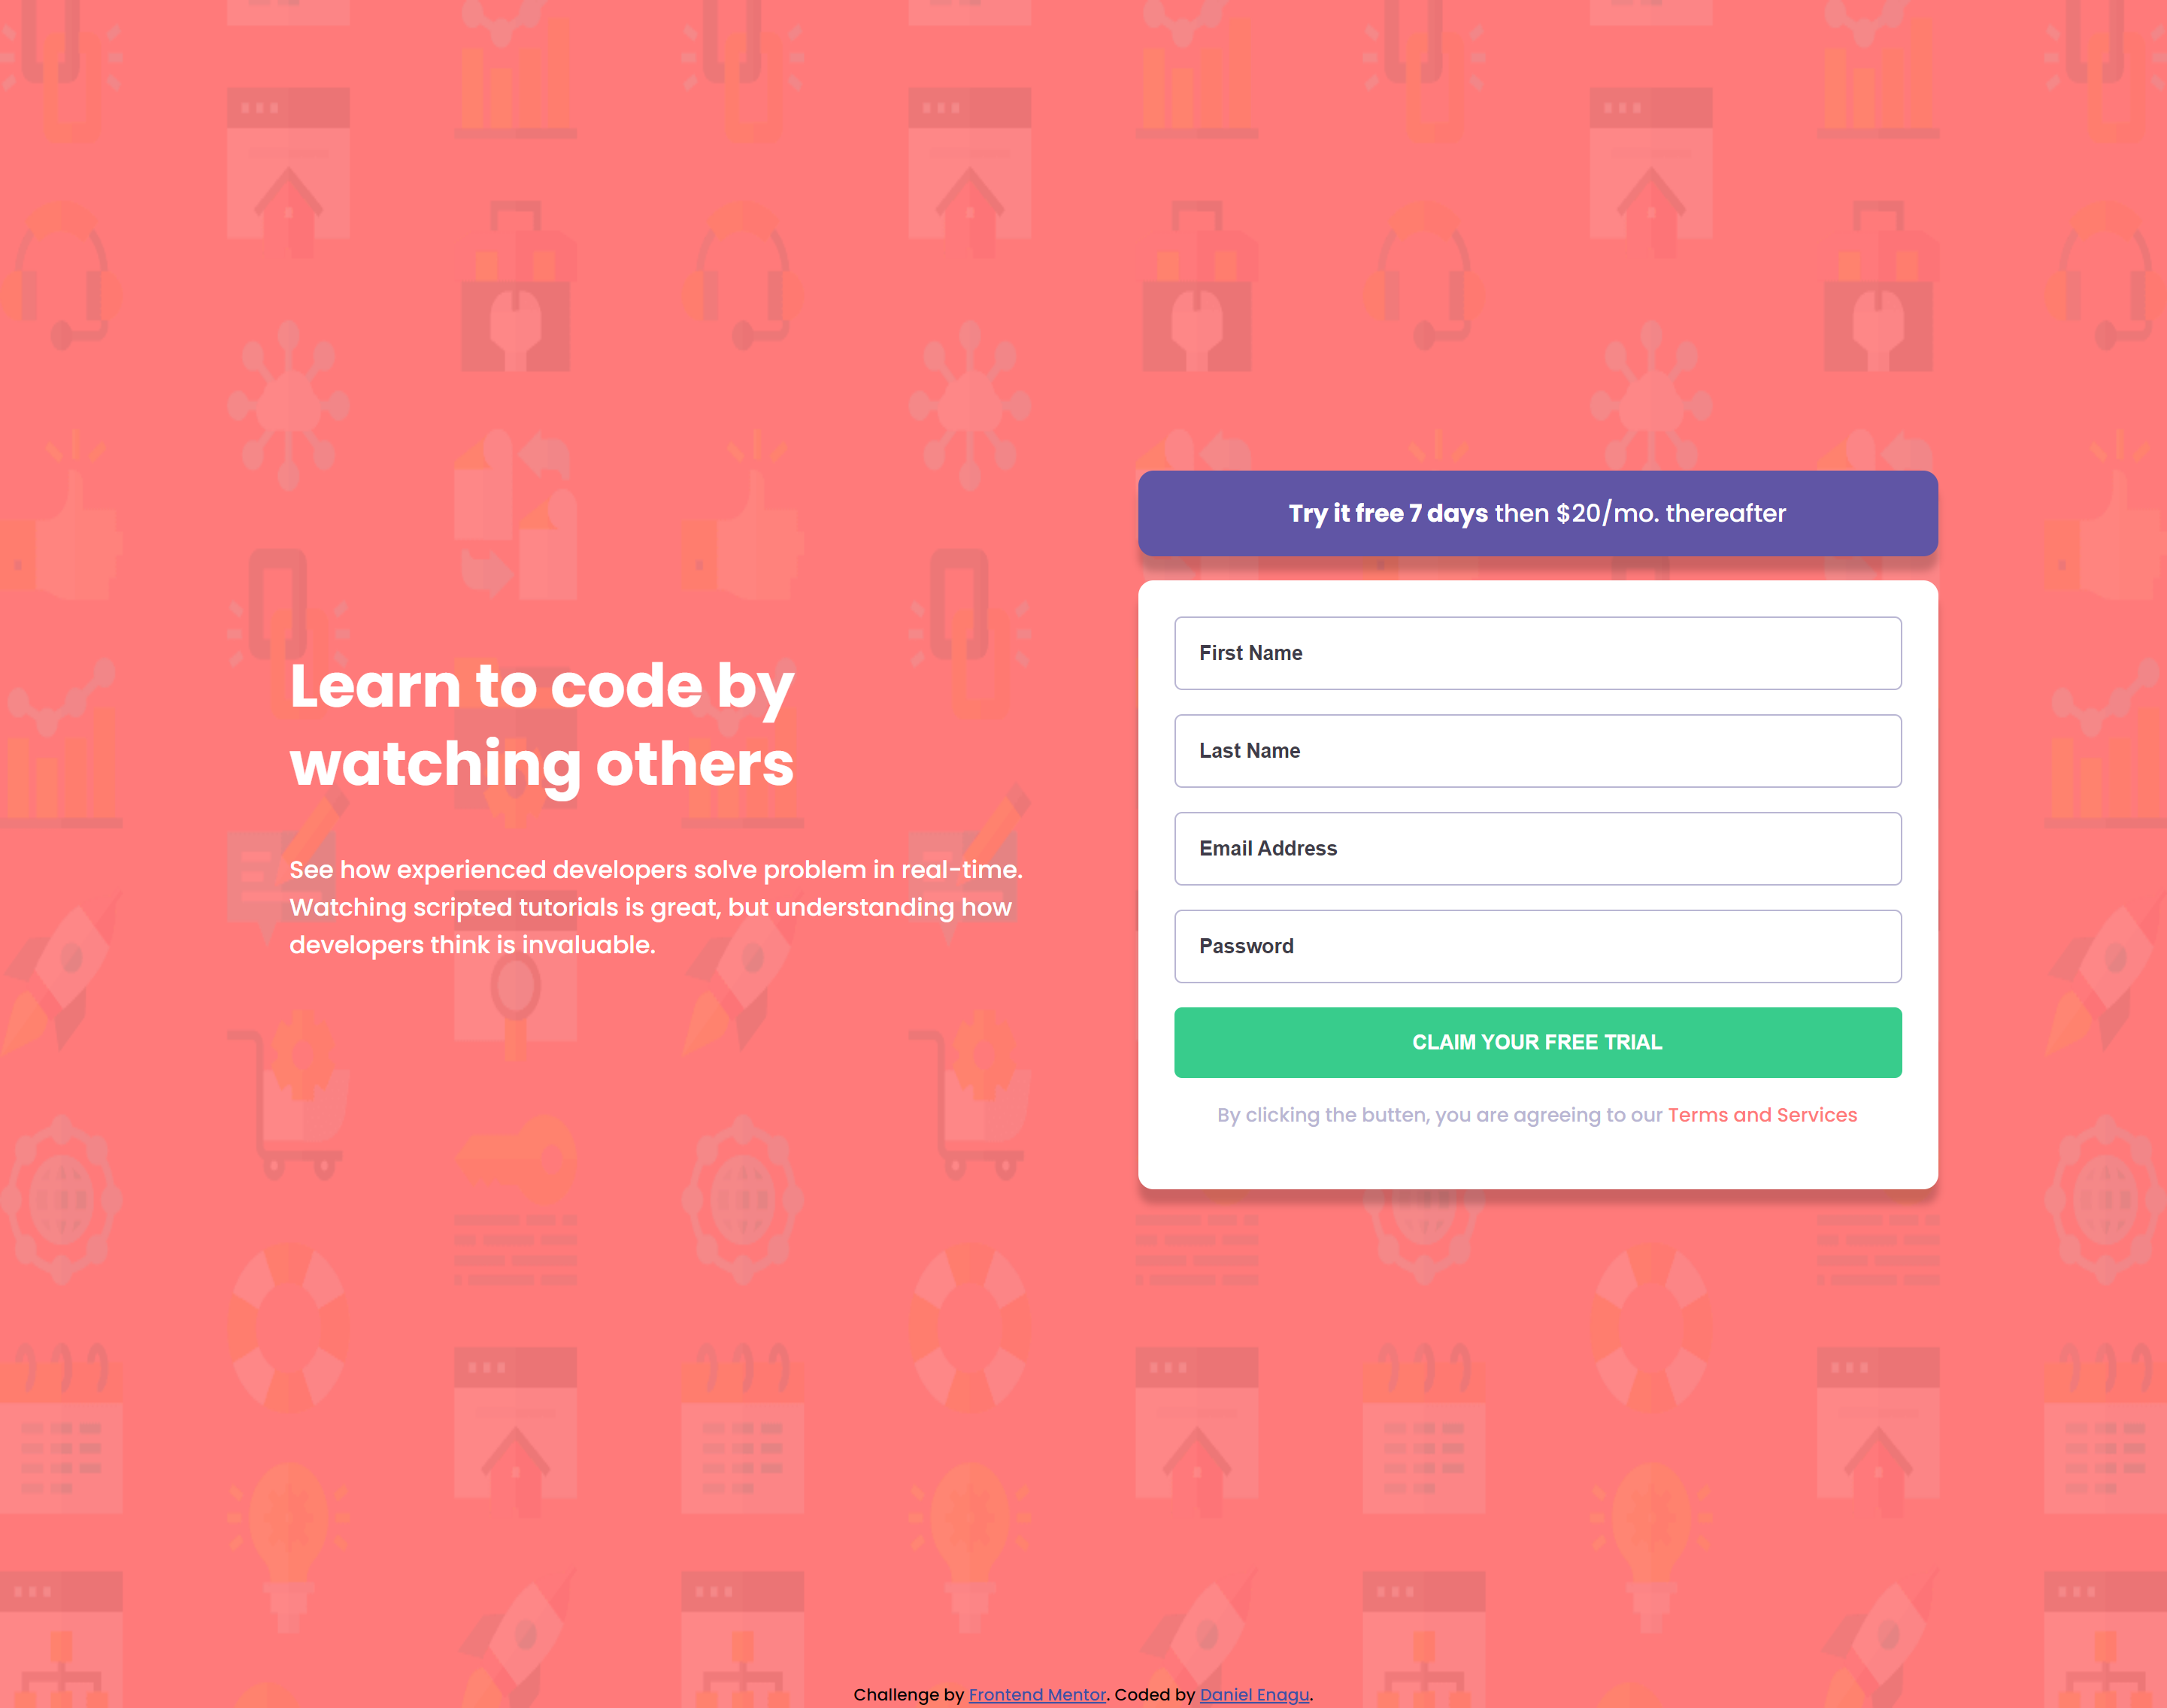 Learn to code by
watching others
See how experienced developers solve problem in real-time.
Watching scripted tutorials is great, but understanding how
developers think is invaluable.
Try it free 7 days then $20/mo. thereafter
First Name
Last Name
Email Address
Password
CLAIM YOUR FREE TRIAL
By clicking the butten, you are agreeing to our Terms and Services
Challenge by Frontend Mentor. Coded by Daniel Enagu.